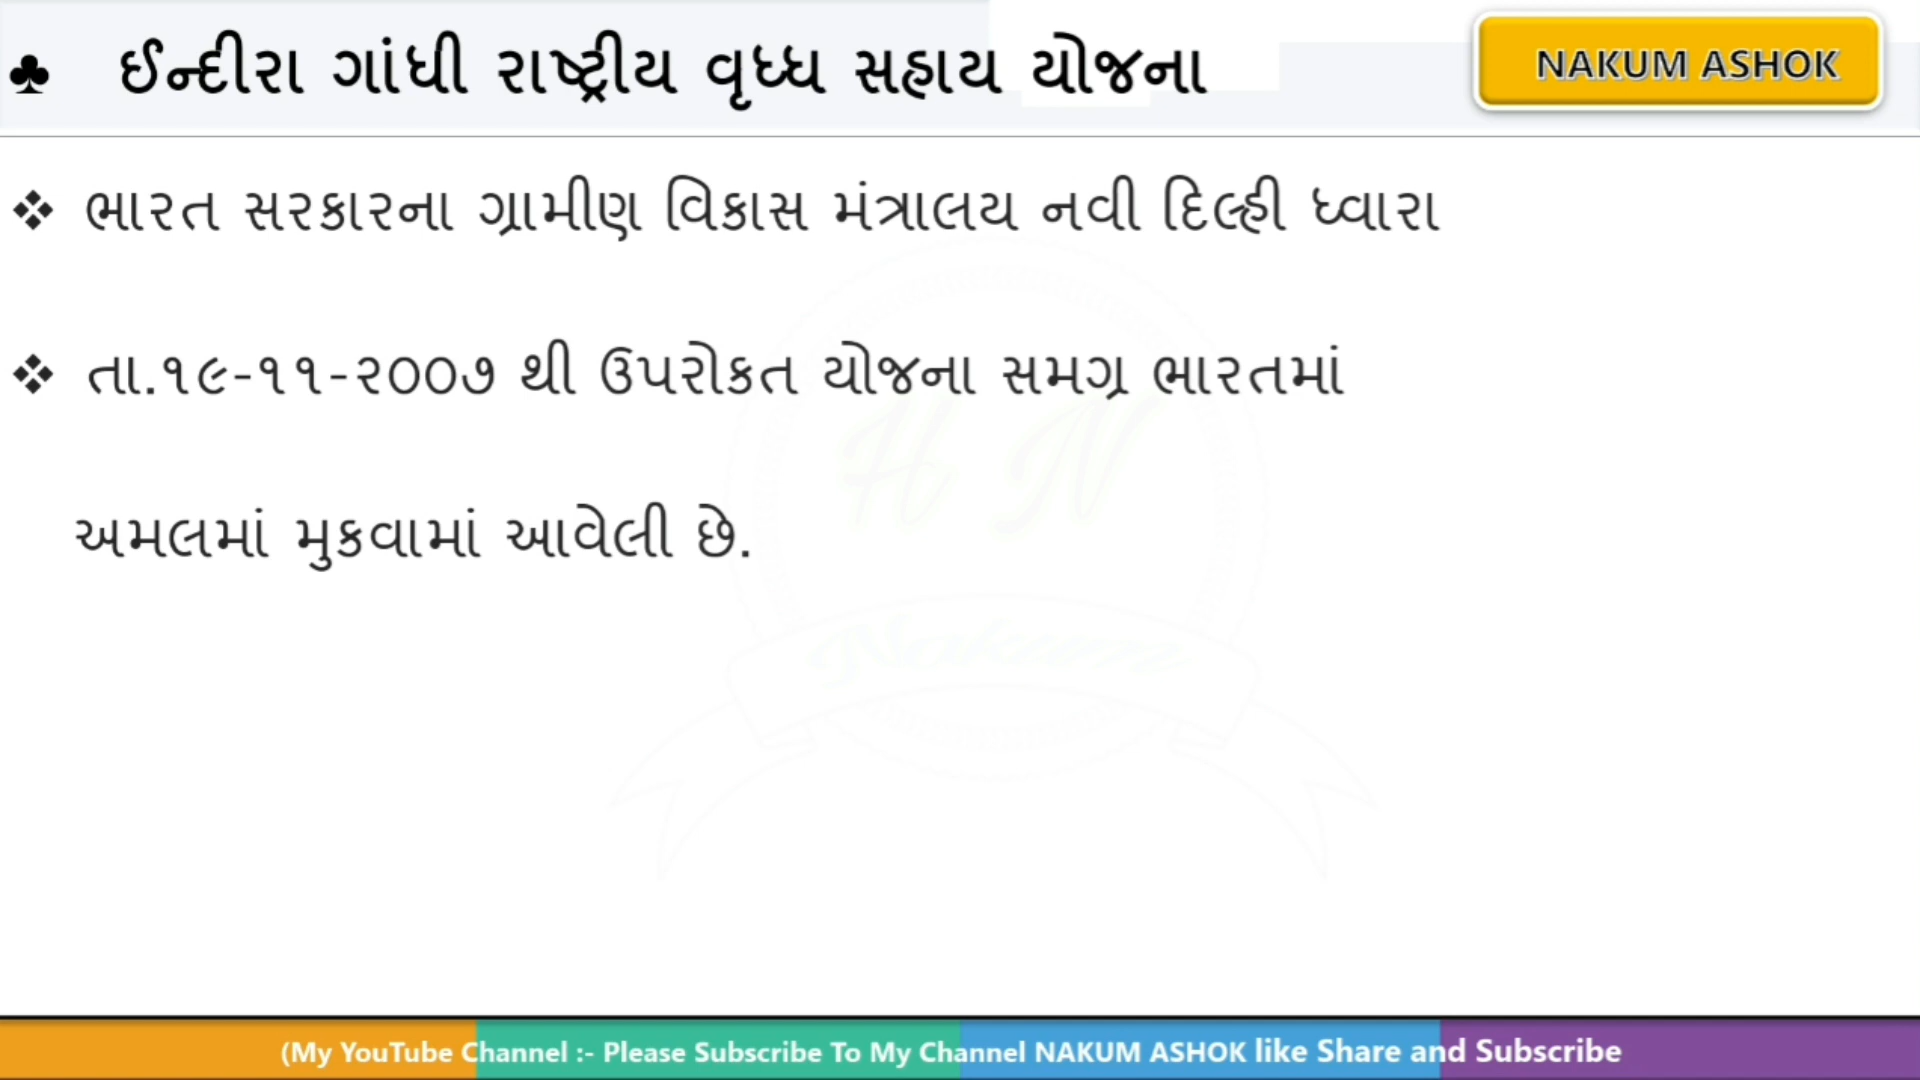 ♣ ઈન્દીરા ગાંધી રાષ્ટ્રીય વૃધ્ધ સહાય યોજના
NAKUM ASHOK
❖ ભારત સરકારના ગ્રામીણ વિકાસ મંત્રાલય નવી દિલ્હી ધ્વારા
❖ તા.૧૯-૧૧-૨૦૦૭ થી ઉપરોકત યોજના સમગ્ર ભારતમાં
અમલમાં મુકવામાં આવેલી છે.
H N
Nakum
(My YouTube Channel :- Please Subscribe To My Channel NAKUM ASHOK like Share and Subscribe